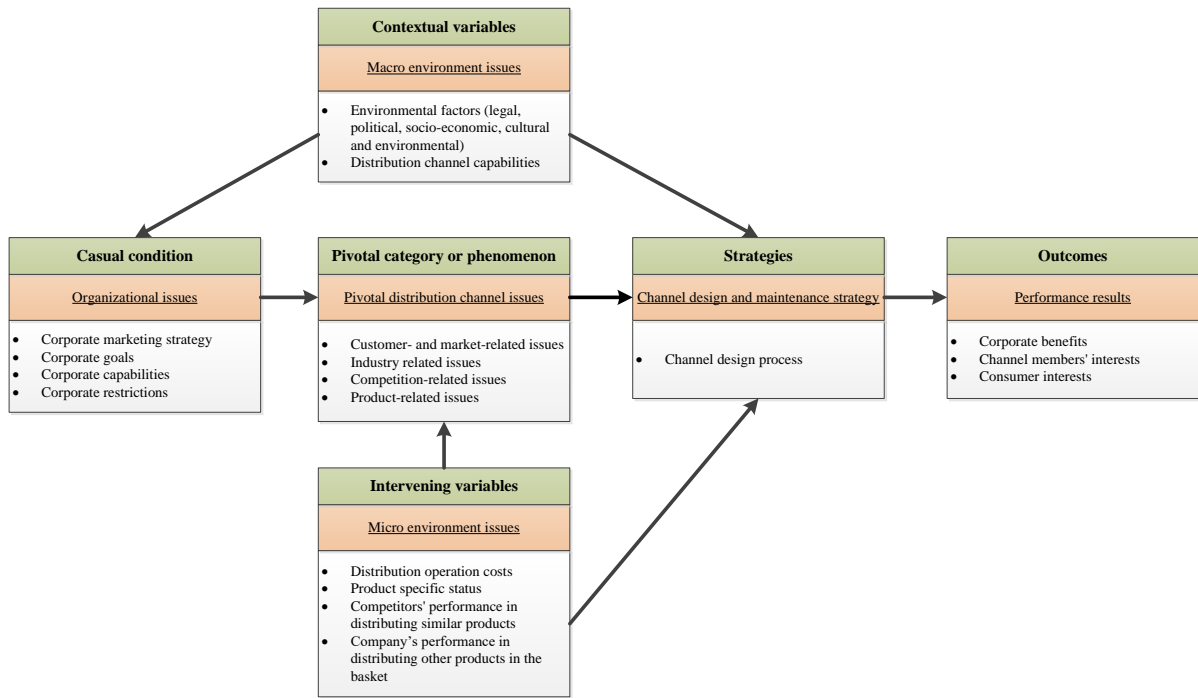 Contextual variables
Macro environment issues
• Environmental factors (legal,
political, socio-economic, cultural
and environmental)
• Distribution channel capabilities
Casual condition
Organizational issues
• Corporate marketing strategy
• Corporate goals
• Corporate capabilities
• Corporate restrictions
Pivotal category or phenomenon
Pivotal distribution channel issues
• Customer- and market-related issues
• Industry related issues
• Competition-related issues
• Product-related issues
Strategies
Channel design and maintenance strategy
• Channel design process
Outcomes
Performance results
• Corporate benefits
• Channel members' interests
• Consumer interests
Intervening variables
Micro environment issues
• Distribution operation costs
• Product specific status
• Competitors' performance in
distributing similar products
• Company’s performance in
distributing other products in the
basket